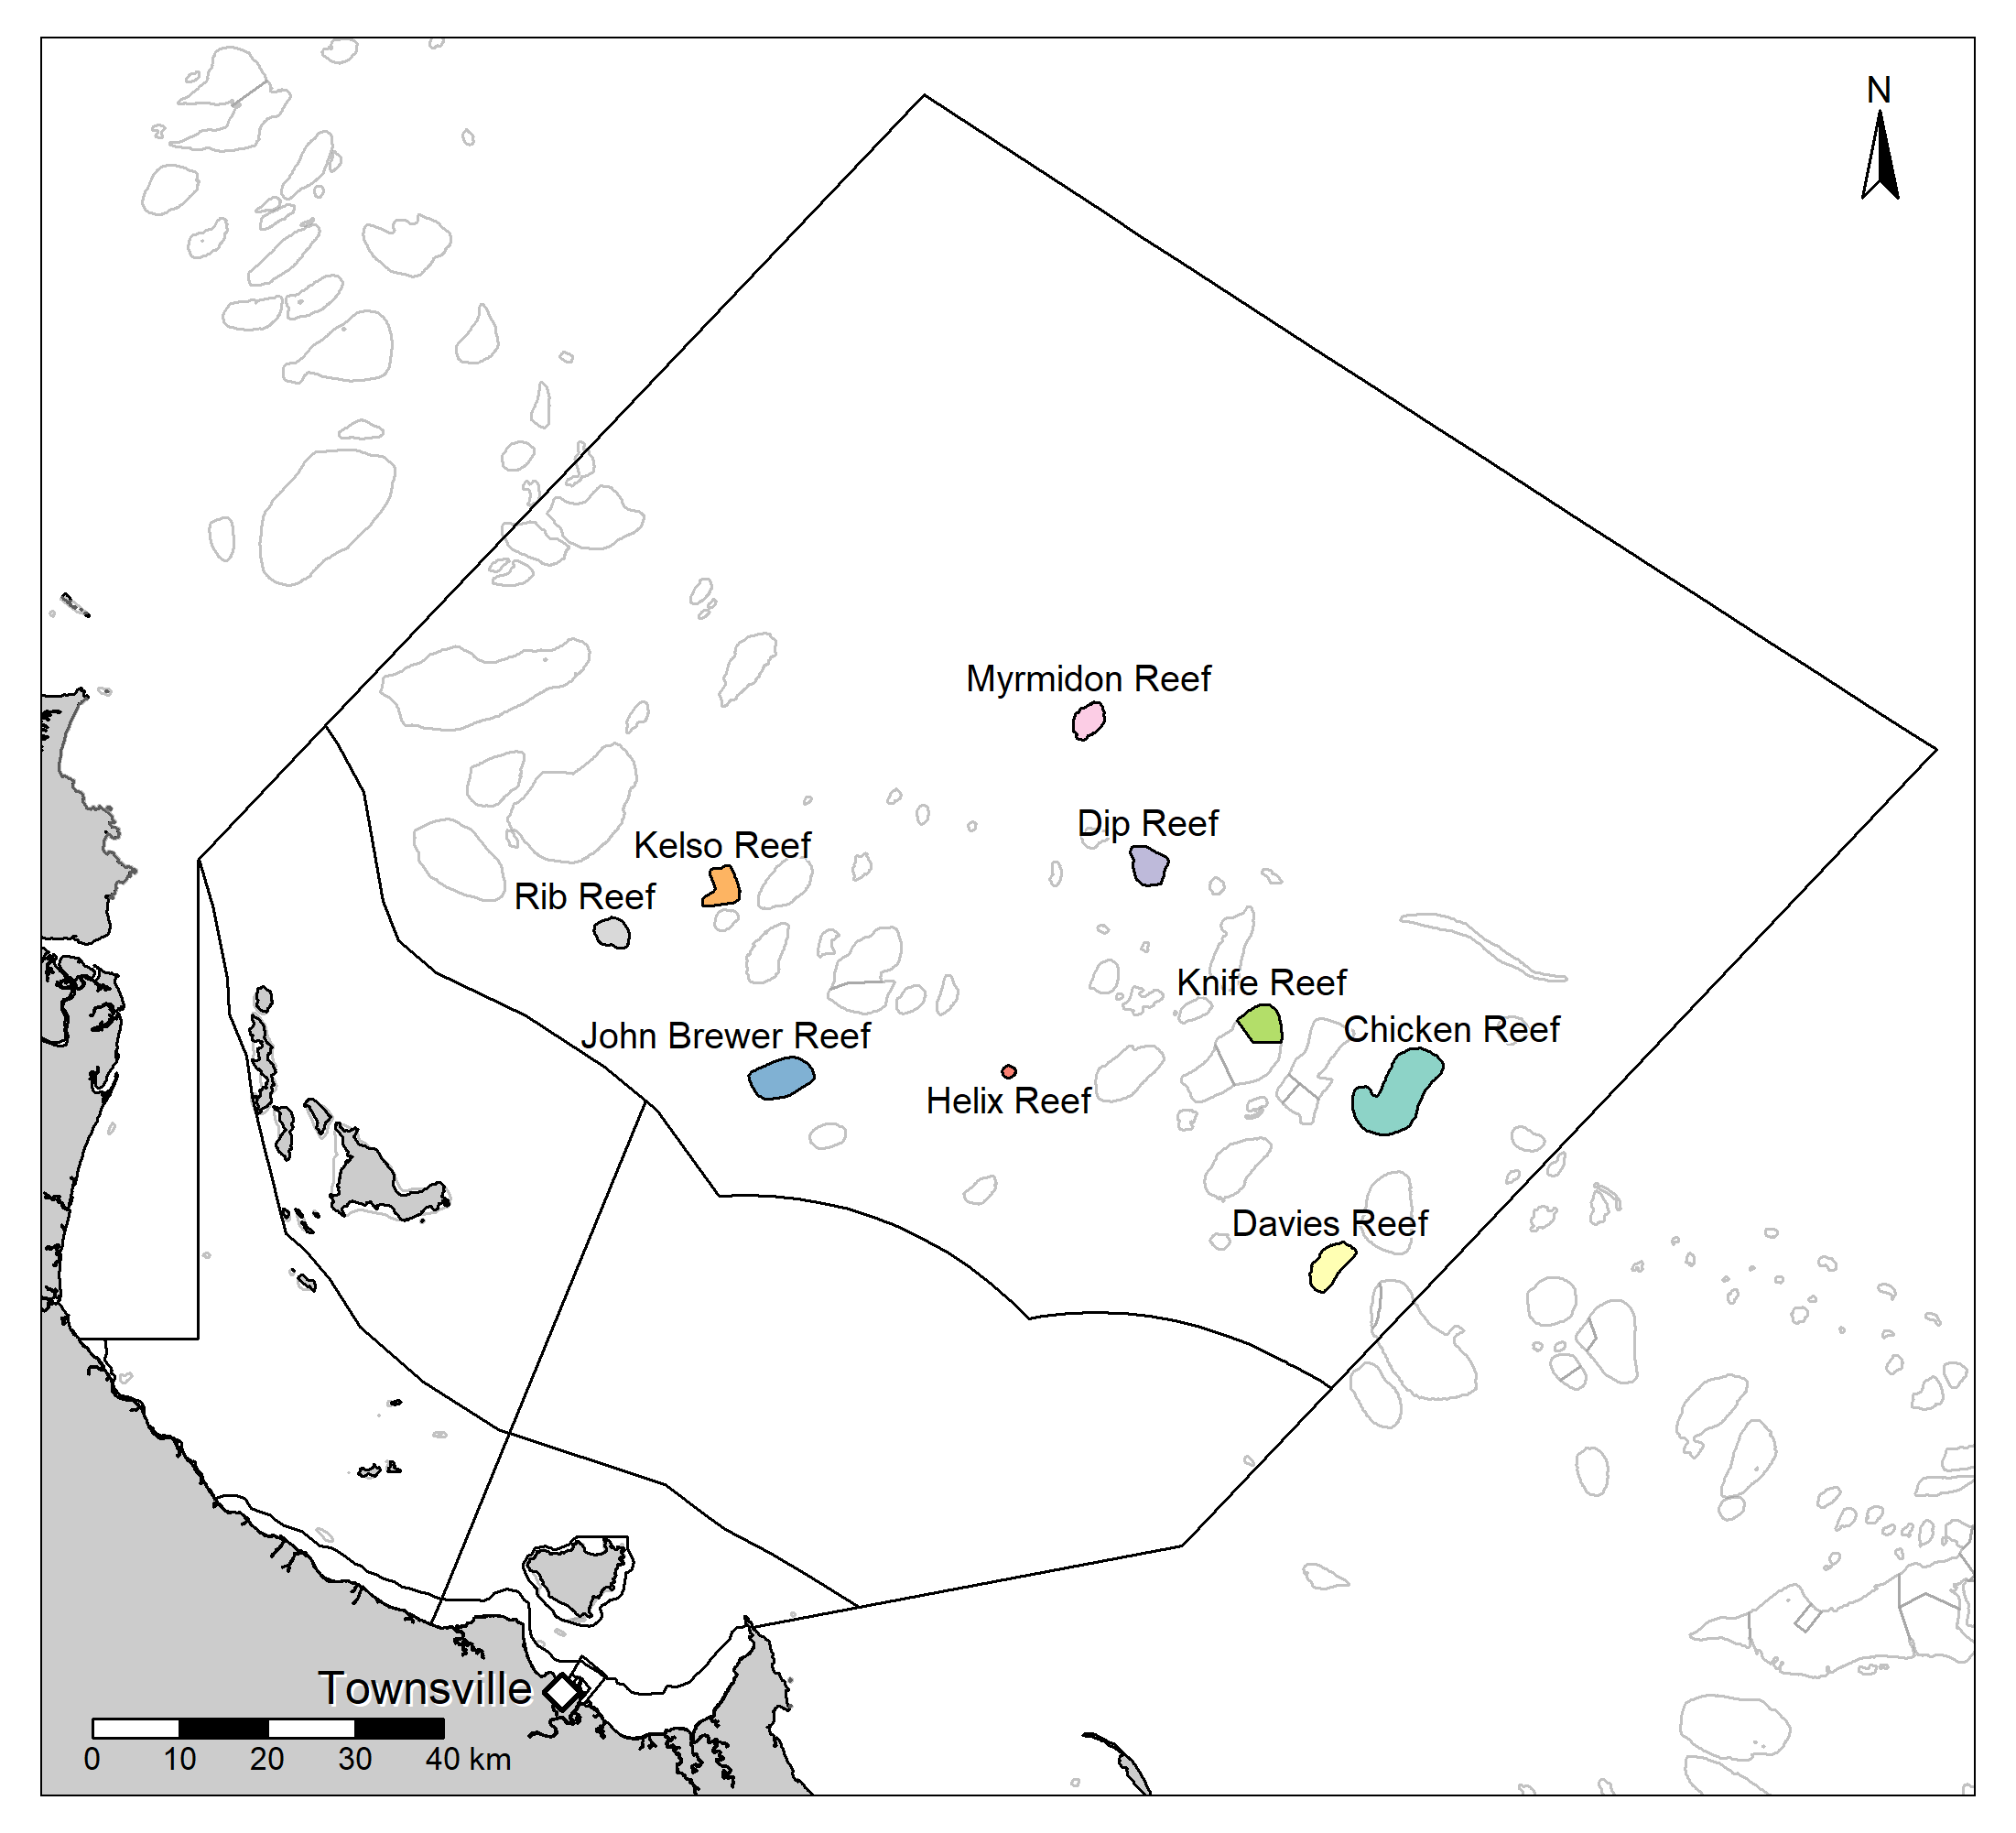 N
Myrmidon Reef
Dip Reef
Kelso Reef
Rib Reef
Knife Reef
Chicken Reef
John Brewer Reef
Helix Reef
Davies Reef
Townsville
0 10 20 30 40 km